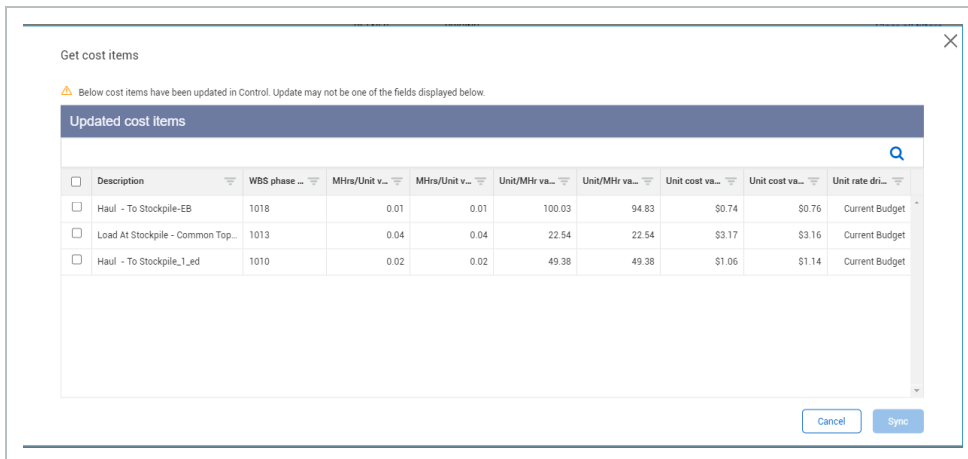 Get cost items
Below cost items have been updated in Control. Update may not be one of the fields displayed below.
Updated cost items
Description WBS phase ... MHrs/Unit v... MHrs/Unit v... Unit/MHr va... Unit/MHr va... Unit cost va... Unit cost va... Unit rate dri...
Haul - To Stockpile-EB 1018 0.01 0.01 100.03 94.83 $0.74 $0.76 Current Budget
Load At Stockpile - Common Top... 1013 0.04 0.04 22.54 22.54 $3.17 $3.16 Current Budget
Haul - To Stockpile_1_ed 1010 0.02 0.02 49.38 49.38 $1.06 $1.14 Current Budget
Cancel Sync